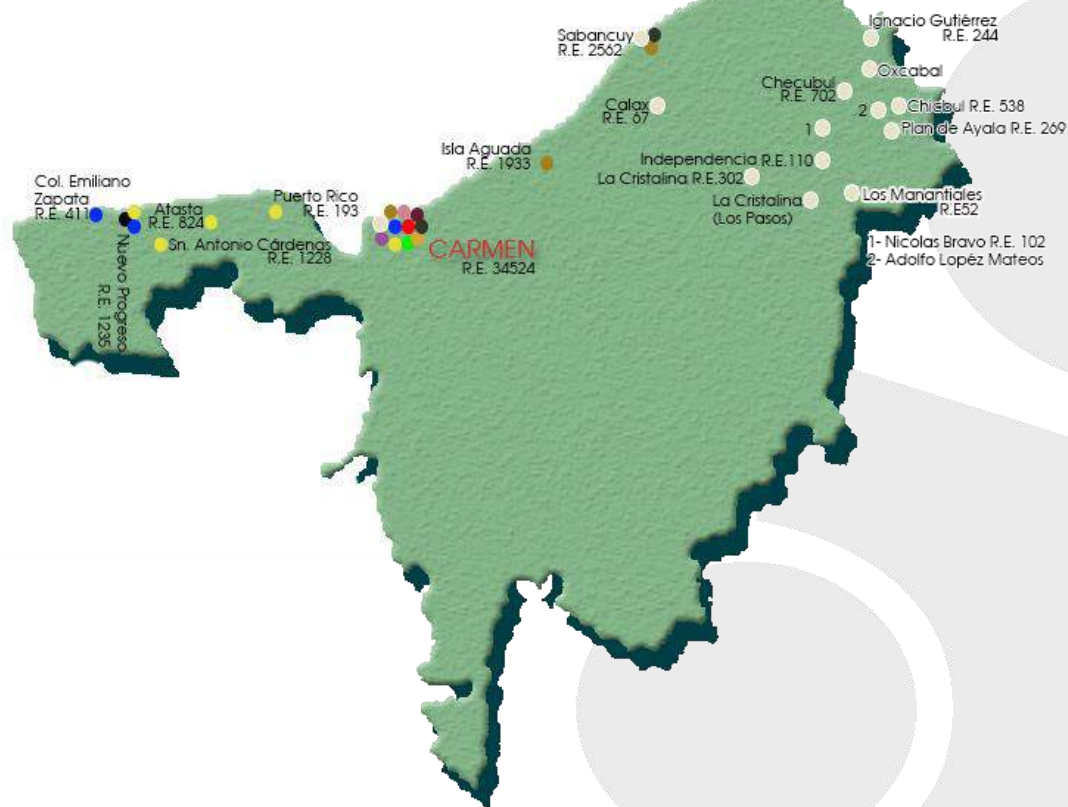 Ignacio Gutiérrez
R.E. 244
Sabancuy
R.E. 2562
Oxcabal
Checubul
R.E. 702
Calax
R.E. 67
2
Chicbul R.E. 538
1
Plan de Ayala R.E. 269
Isla Aguada
R.E. 1933
Independencia R.E.110
La Cristalina R.E.302
Col. Emiliano
Zapata
R.E. 411
Atasta
R.E. 824
Puerto Rico
R.E. 193
La Cristalina
(Los Pasos)
Los Manantiales
R.E52
Sn. Antonio Cárdenas
R.E. 1228
Nuevo Progreso
R.E. 1235
CARMEN
R.E. 34524
1- Nicolas Bravo R.E. 102
2- Adolfo Lopéz Mateos